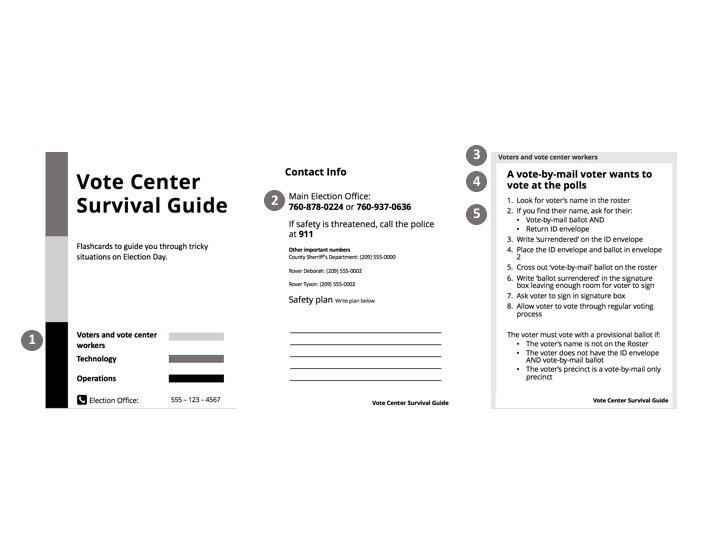 Vote Center
Survival Guide
Flashcards to guide you through tricky
situations on Election Day.
1
Voters and vote center
workers
Technology
Operations
Election Office: 555 – 123 – 4567
Contact Info
2
Main Election Office:
760-878-0224 or 760-937-0636
If safety is threatened, call the police
at 911
Other important numbers
County Sherriff's Department: (209) 555-0000
Rover Deborah: (209) 555-0002
Rover Tyson: (209) 555-0002
Safety plan Write plan below
Vote Center Survival Guide
3
Voters and vote center workers
4
A vote-by-mail voter wants to
vote at the polls
5
1. Look for voter's name in the roster
2. If you find their name, ask for their:
• Vote-by-mail ballot AND
• Return ID envelope
3. Write 'surrendered' on the ID envelope
4. Place the ID envelope and ballot in envelope
2
5. Cross out 'vote-by-mail' ballot on the roster
6. Write 'ballot surrendered' in the signature
box leaving enough room for voter to sign
7. Ask voter to sign in signature box
8. Allow voter to vote through regular voting
process
The voter must vote with a provisional ballot if:
• The voter's name is not on the Roster
• The voter does not have the ID envelope
AND vote-by-mail ballot
• The voter's precinct is a vote-by-mail only
precinct
Vote Center Survival Guide